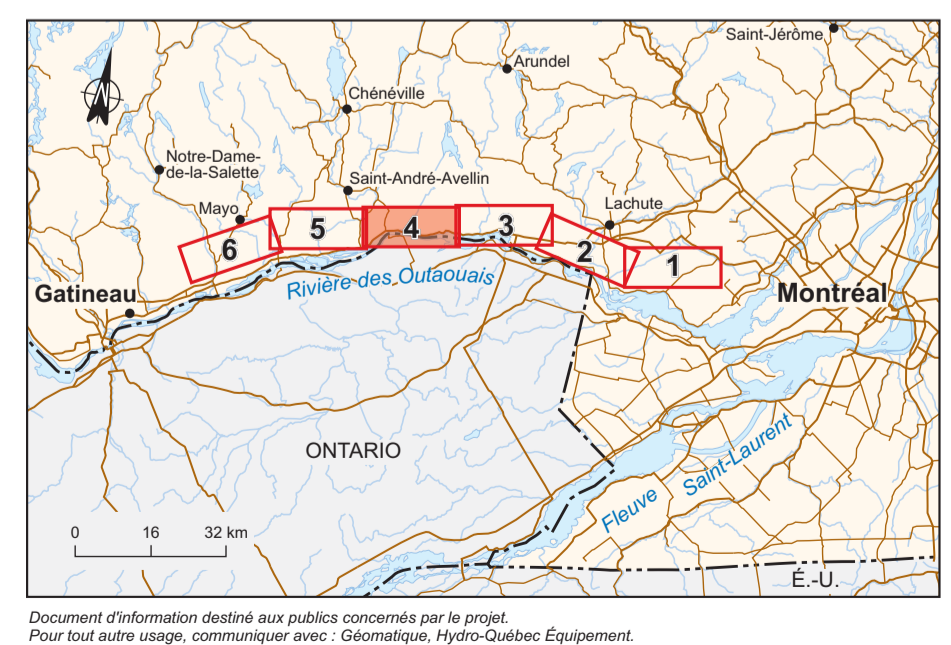 Saint-Jérôme
Arundel
Chénéville
Notre-Dame-
de-la-Salette
Saint-André-Avellin
Mayo
Lachute
6
5
4
3
2
1
Gatineau
Rivière des Outaouais
Montréal
ONTARIO
Fleuve Saint-Laurent
0 16 32 km
É.-U.
Document d'information destiné aux publics concernés par le projet.
Pour tout autre usage, communiquer avec : Géomatique, Hydro-Québec Équipement.